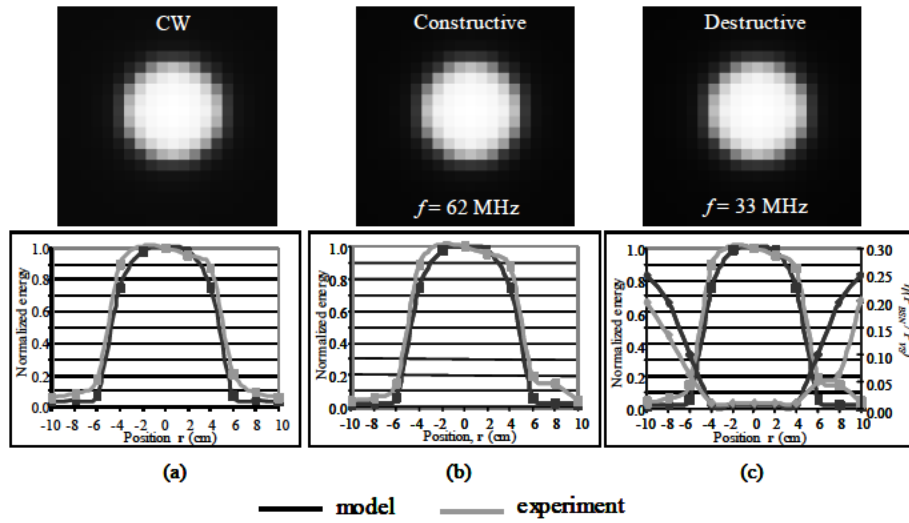 CW
Constructive
Destructive
f = 62 MHz
f = 33 MHz
Normalized energy
1.0
0.8
0.6
0.4
0.2
0.0
-10 -8 -6 -4 -2 0 2 4 6 8 10
Position r (cm)
(a)
Normalized energy
1.0
0.8
0.6
0.4
0.2
0.0
-10 -8 -6 -4 -2 0 2 4 6 8 10
Position, r (cm)
(b)
Normalized energy
1.0
0.8
0.6
0.4
0.2
0.0
0.30
0.25
0.20
0.15
0.10
0.05
0.00
-10 -8 -6 -4 -2 0 2 4 6 8 10
Position r (cm)
(c)
model
experiment